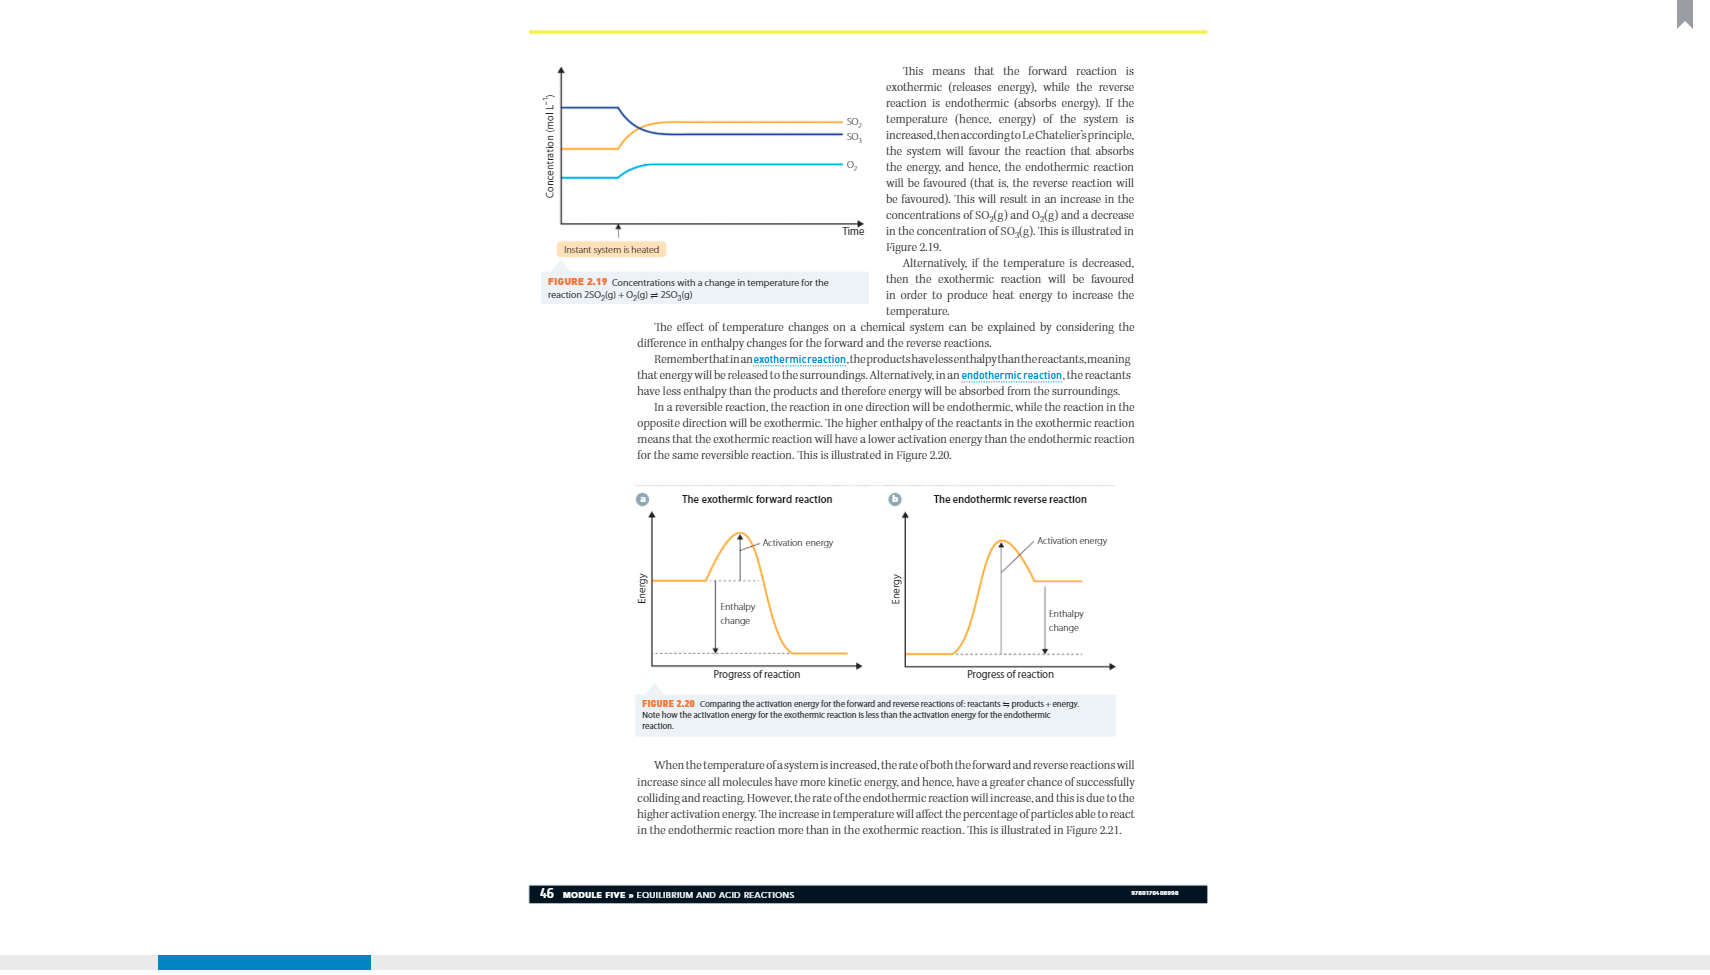 Concentration (mol L⁻¹)
SO₂
SO₃
O₂
Time
Instant system is heated
FIGURE 2.19 Concentrations with a change in temperature for the
reaction 2SO₂(g) + O₂(g) ⇌ 2SO₃(g)
This means that the forward reaction is
exothermic (releases energy), while the reverse
reaction is endothermic (absorbs energy). If the
temperature (hence, energy) of the system is
increased, then according to Le Chatelier's principle,
the system will favour the reaction that absorbs
the energy, and hence, the endothermic reaction
will be favoured (that is, the reverse reaction will
be favoured). This will result in an increase in the
concentrations of SO₂(g) and O₂(g) and a decrease
in the concentration of SO₃(g). This is illustrated in
Figure 2.19.
Alternatively, if the temperature is decreased,
then the exothermic reaction will be favoured
in order to produce heat energy to increase the
temperature.
The effect of temperature changes on a chemical system can be explained by considering the
difference in enthalpy changes for the forward and the reverse reactions.
Remember that in an exothermic reaction, the products have less enthalpy than the reactants, meaning
that energy will be released to the surroundings. Alternatively, in an endothermic reaction, the reactants
have less enthalpy than the products and therefore energy will be absorbed from the surroundings.
In a reversible reaction, the reaction in one direction will be endothermic, while the reaction in the
opposite direction will be exothermic. The higher enthalpy of the reactants in the exothermic reaction
means that the exothermic reaction will have a lower activation energy than the endothermic reaction
for the same reversible reaction. This is illustrated in Figure 2.20.
a The exothermic forward reaction
Energy
Activation energy
Enthalpy
change
Progress of reaction
b The endothermic reverse reaction
Energy
Activation energy
Enthalpy
change
Progress of reaction
FIGURE 2.20 Comparing the activation energy for the forward and reverse reactions of: reactants ⇌ products + energy.
Note how the activation energy for the exothermic reaction is less than the activation energy for the endothermic
reaction.
When the temperature of a system is increased, the rate of both the forward and reverse reactions will
increase since all molecules have more kinetic energy, and hence, have a greater chance of successfully
colliding and reacting. However, the rate of the endothermic reaction will increase, and this is due to the
higher activation energy. The increase in temperature will affect the percentage of particles able to react
in the endothermic reaction more than in the exothermic reaction. This is illustrated in Figure 2.21.
46 MODULE FIVE » EQUILIBRIUM AND ACID REACTIONS
9780170408998